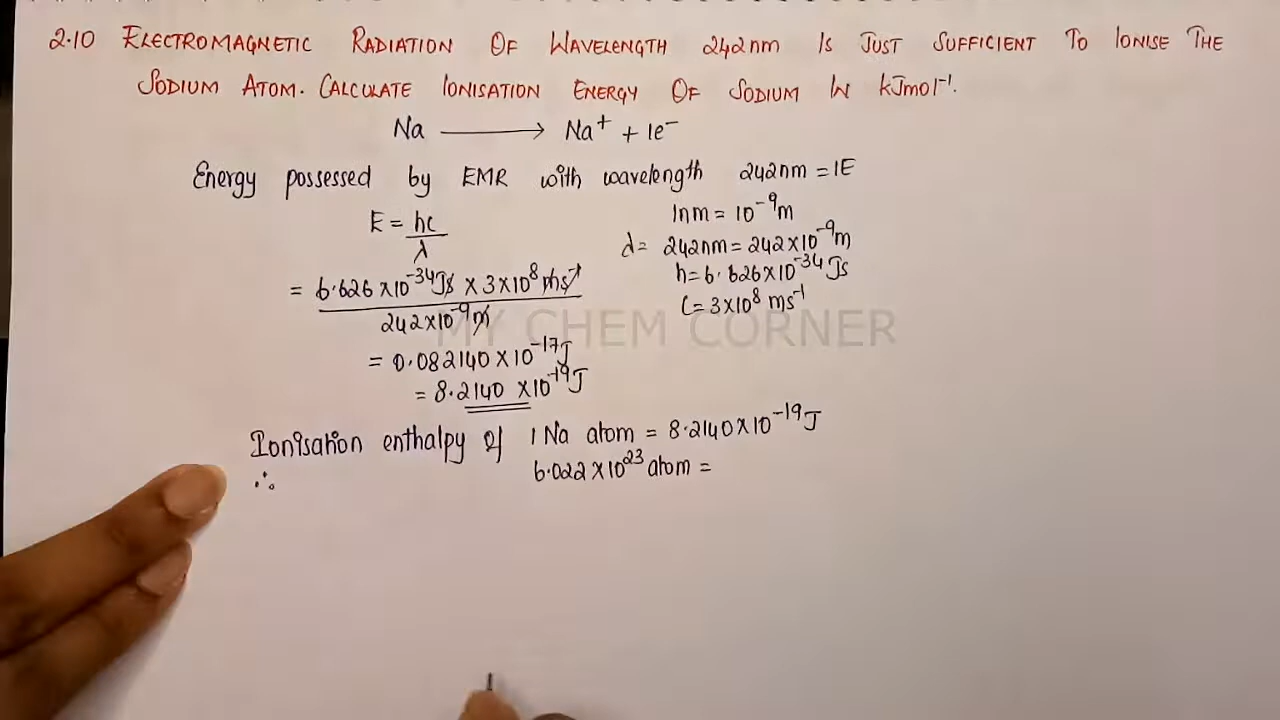 2.10 ELECTROMAGNETIC RADIATION OF WAVELENGTH 242nm IS JUST SUFFICIENT TO IONISE THE
SODIUM ATOM. CALCULATE IONISATION ENERGY OF SODIUM IN kJmol⁻¹.
Na ⟶ Na⁺ + 1e⁻
Energy possessed by EMR with wavelength 242nm = IE
E = hc/λ
1nm = 10⁻⁹m
λ = 242nm = 242×10⁻⁹m
h = 6.626×10⁻³⁴Js
C = 3×10⁸ ms⁻¹
= 6.626×10⁻³⁴Js × 3×10⁸ms⁻¹
242×10⁻⁹m
MY CHEM CORNER
= 0.082140×10⁻¹⁷J
= 8.2140 ×10⁻¹⁹J
Ionisation enthalpy of 1 Na atom = 8.2140×10⁻¹⁹J
∴ 6.022×10²³ atom =